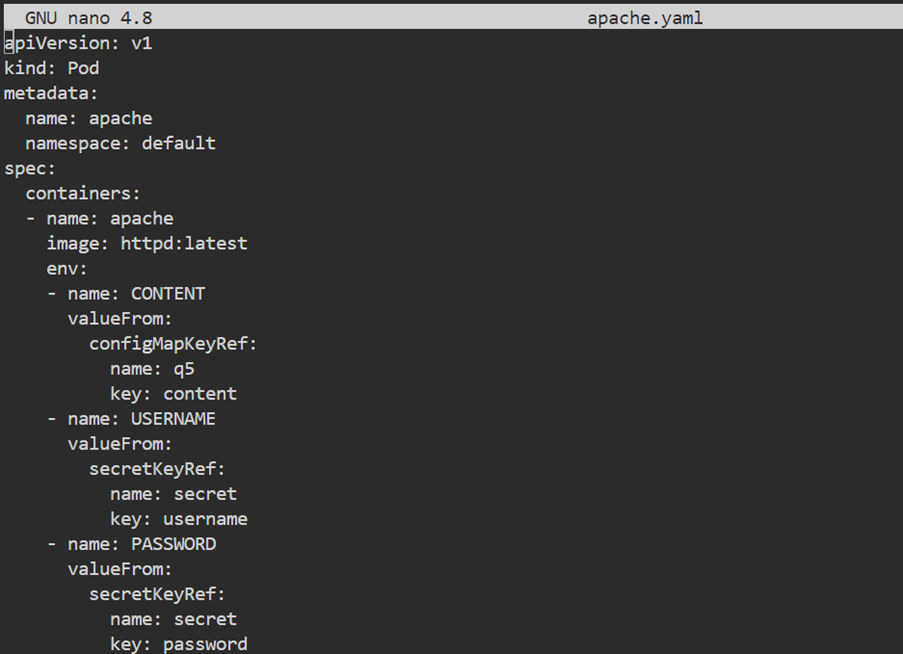 GNU nano 4.8 apache.yaml
apiVersion: v1
kind: Pod
metadata:
  name: apache
  namespace: default
spec:
  containers:
  - name: apache
    image: httpd:latest
    env:
    - name: CONTENT
      valueFrom:
        configMapKeyRef:
          name: q5
          key: content
    - name: USERNAME
      valueFrom:
        secretKeyRef:
          name: secret
          key: username
    - name: PASSWORD
      valueFrom:
        secretKeyRef:
          name: secret
          key: password